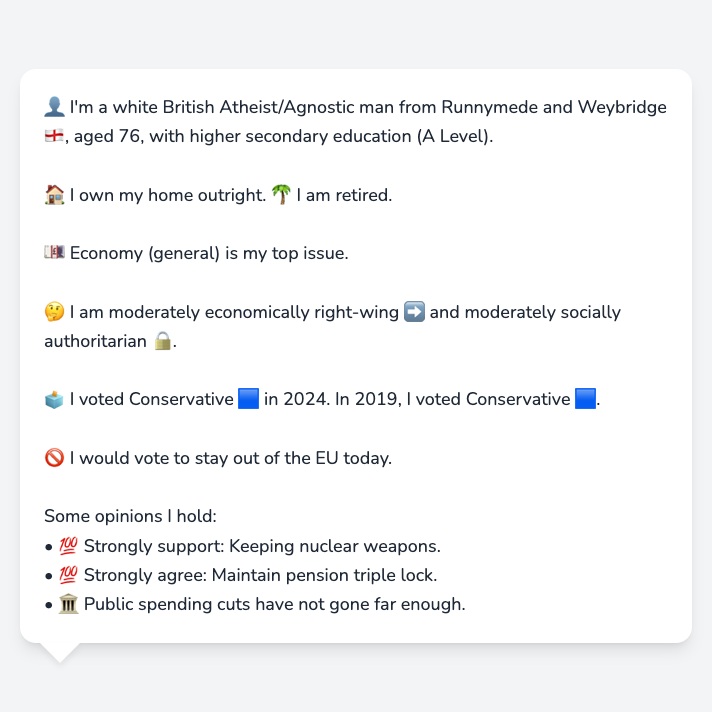 👤 I'm a white British Atheist/Agnostic man from Runnymede and Weybridge
🏴󠁧󠁢󠁥󠁮󠁧󠁿, aged 76, with higher secondary education (A Level).
🏠 I own my home outright. 🌴 I am retired.
💷 Economy (general) is my top issue.
🤔 I am moderately economically right-wing ➡️ and moderately socially
authoritarian 🔒.
🗳️ I voted Conservative 🟦 in 2024. In 2019, I voted Conservative 🟦.
🚫 I would vote to stay out of the EU today.
Some opinions I hold:
• 💯 Strongly support: Keeping nuclear weapons.
• 💯 Strongly agree: Maintain pension triple lock.
• 🏛️ Public spending cuts have not gone far enough.